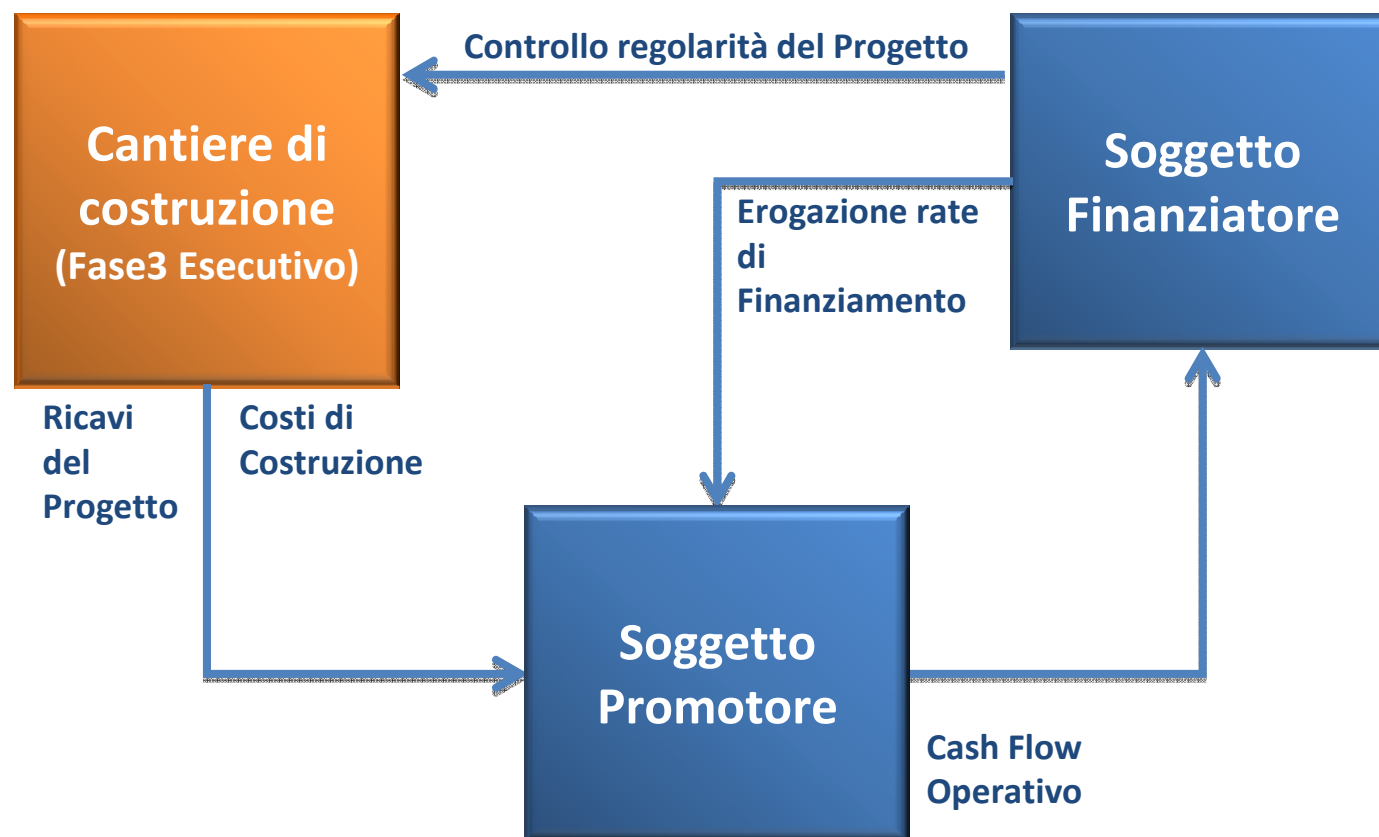 Controllo regolarità del Progetto
Cantiere di
costruzione
(Fase3 Esecutivo)
Soggetto
Finanziatore
Erogazione rate
di
Finanziamento
Ricavi
del
Progetto
Costi di
Costruzione
Soggetto
Promotore
Cash Flow
Operativo